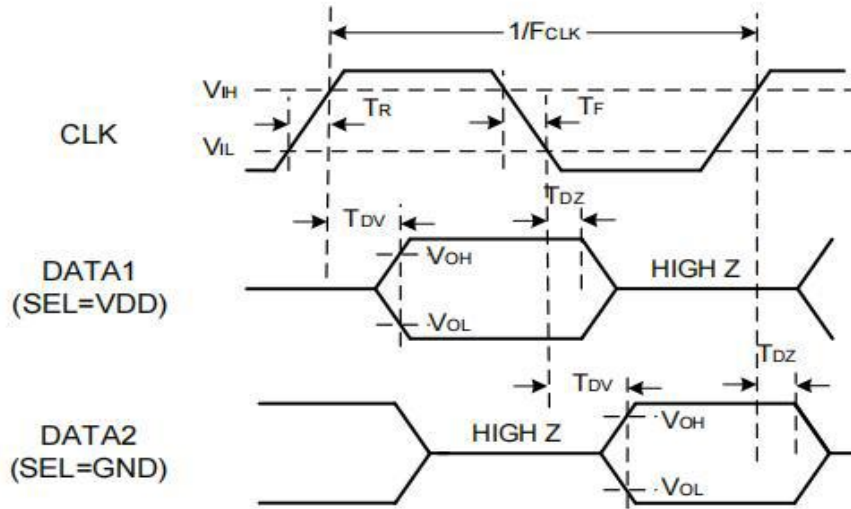 1/FCLK
VIH
TR
TF
CLK
VIL
TDV
TDZ
DATA1
(SEL=VDD)
VOH
HIGH Z
VOL
TDZ
TDV
DATA2
(SEL=GND)
HIGH Z
VOH
VOL